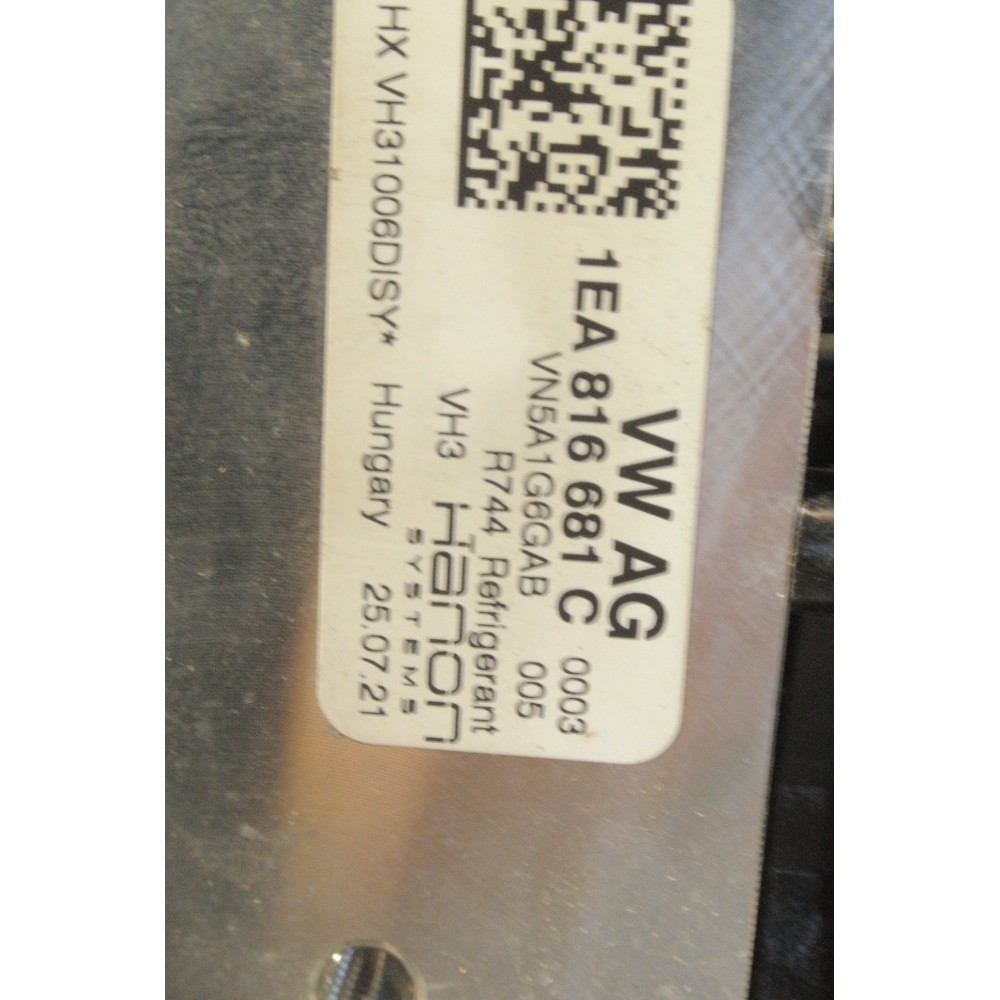 VW AG
1EA 816 681 C 0003
VN5A1G6GAB 005
R744 Refrigerant
VH3 Hanon
SYSTEMS
HX VH31006DISY* Hungary 25.07.21